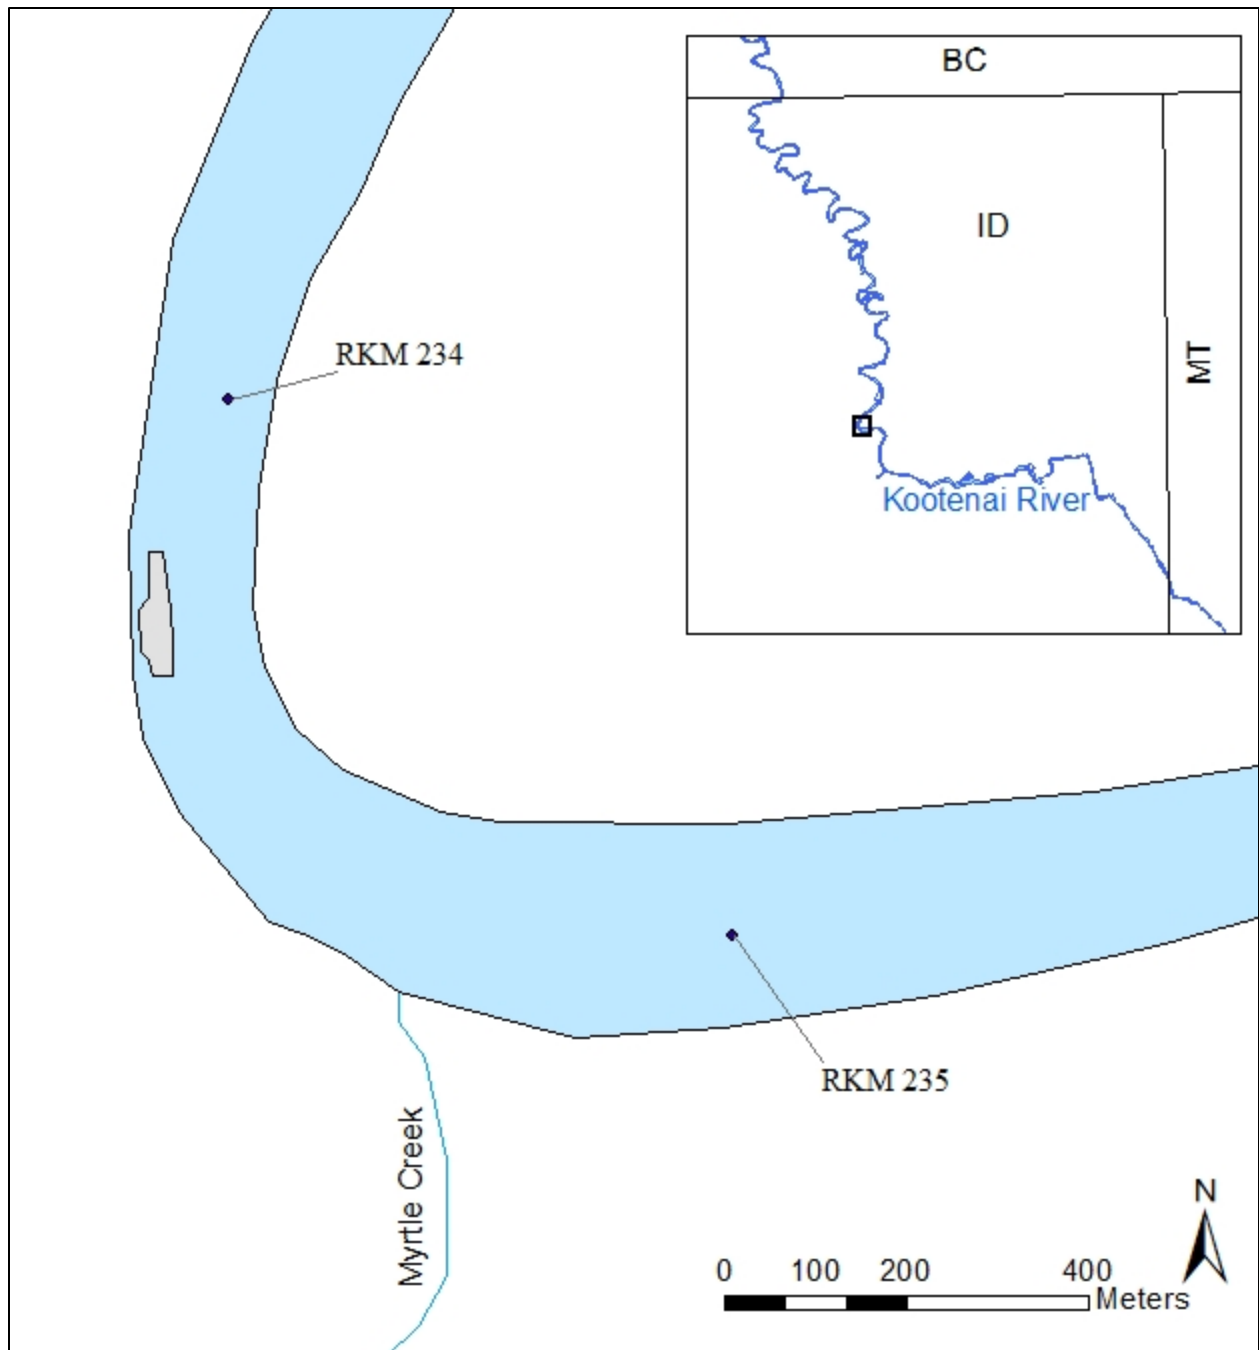 BC
ID
RKM 234
MT
Kootenai River
RKM 235
Myrtle Creek
N
0 100 200 400
Meters